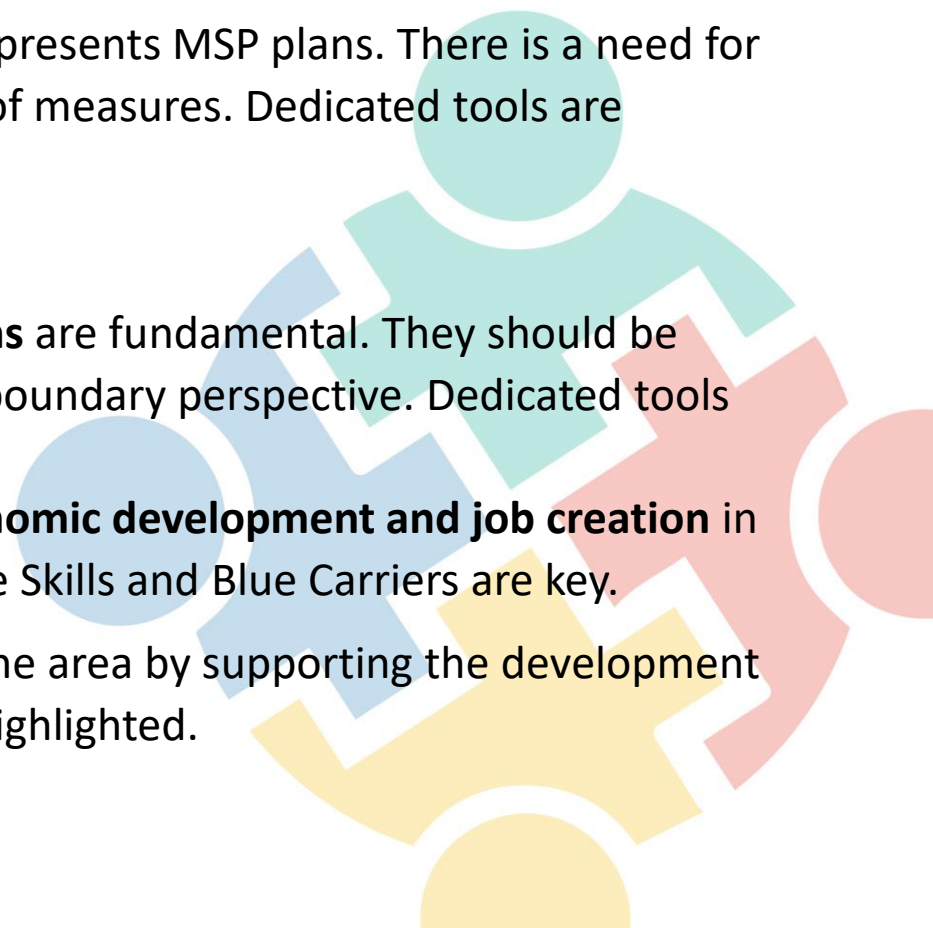 presents MSP plans. There is a need for
of measures. Dedicated tools are
are fundamental. They should be
boundary perspective. Dedicated tools
nomic development and job creation in
e Skills and Blue Carriers are key.
ne area by supporting the development
ighlighted.